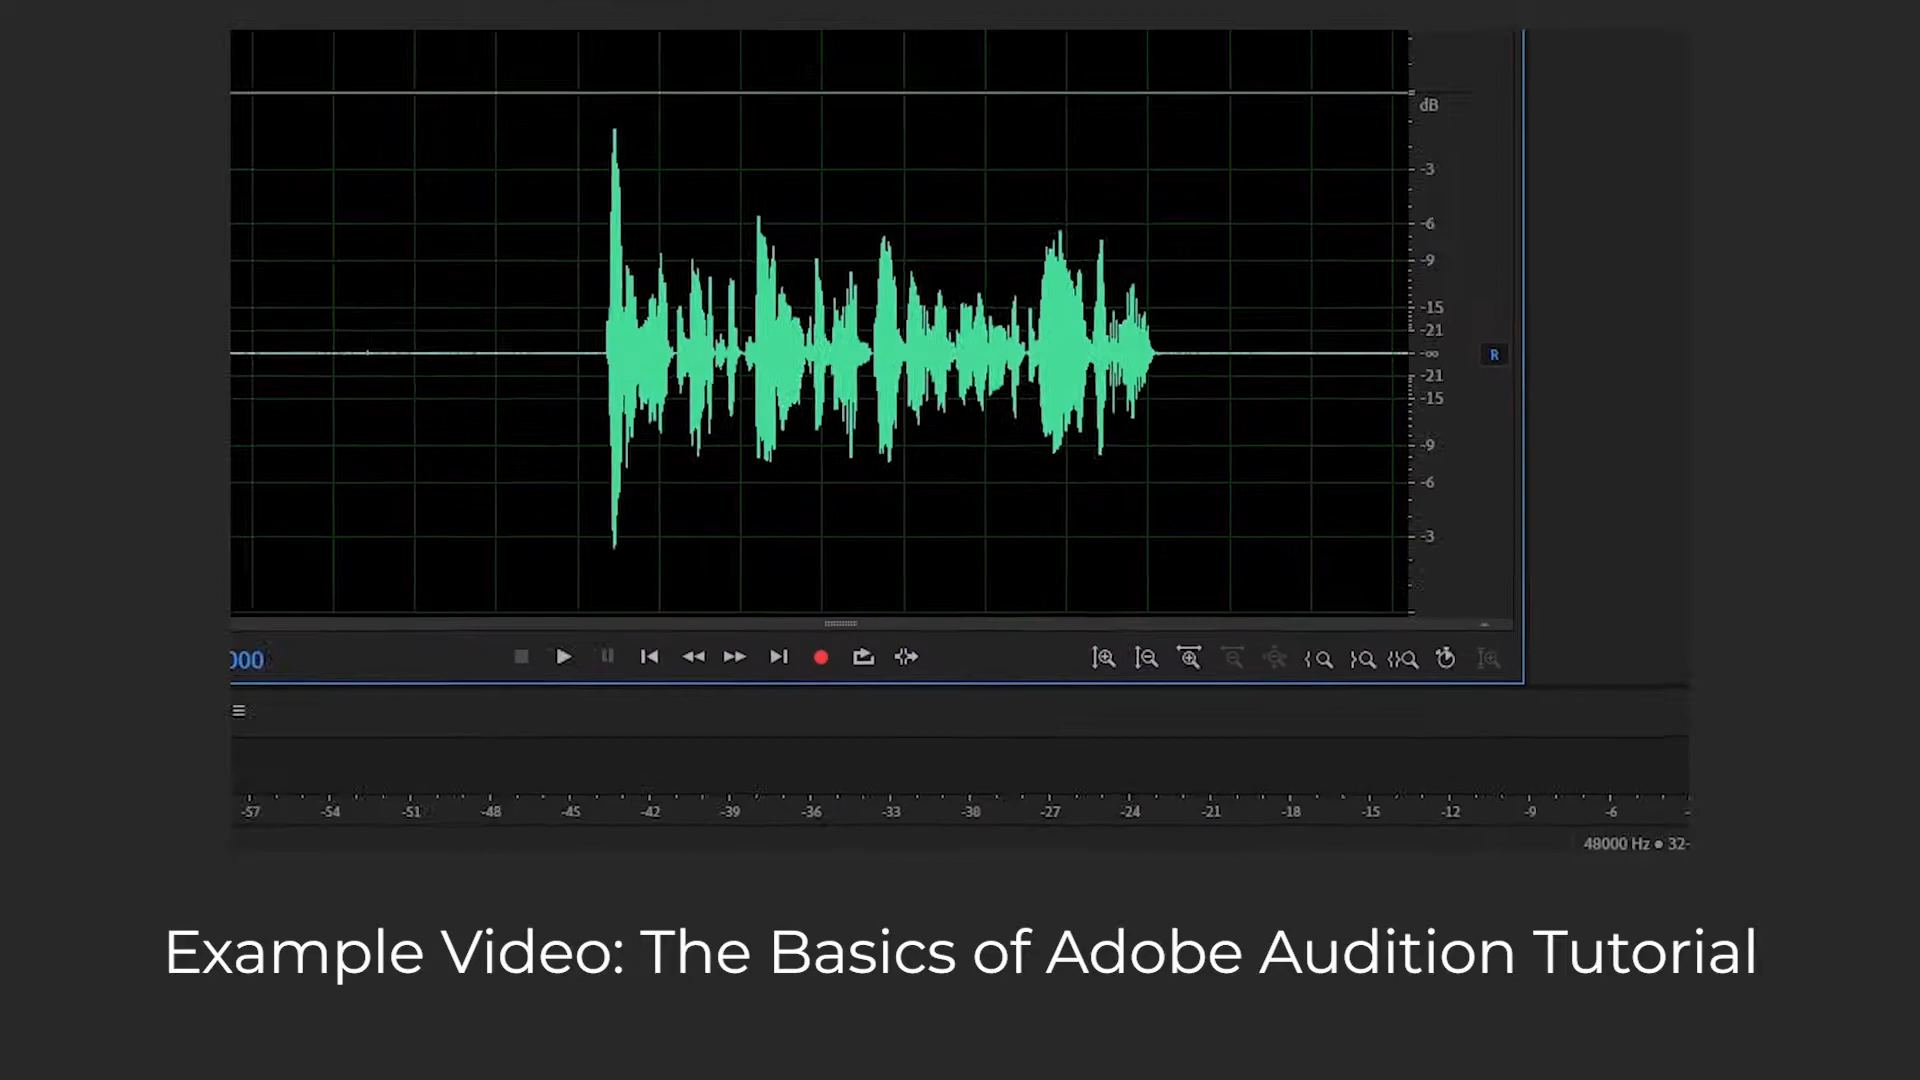 dB
-3
-6
-9
-15
-21
-∞
R
-21
-15
-9
-6
-3
000
-57 -54 -51 -48 -45 -42 -39 -36 -33 -30 -27 -24 -21 -18 -15 -12 -9 -6 -
48000 Hz ● 32-
Example Video: The Basics of Adobe Audition Tutorial